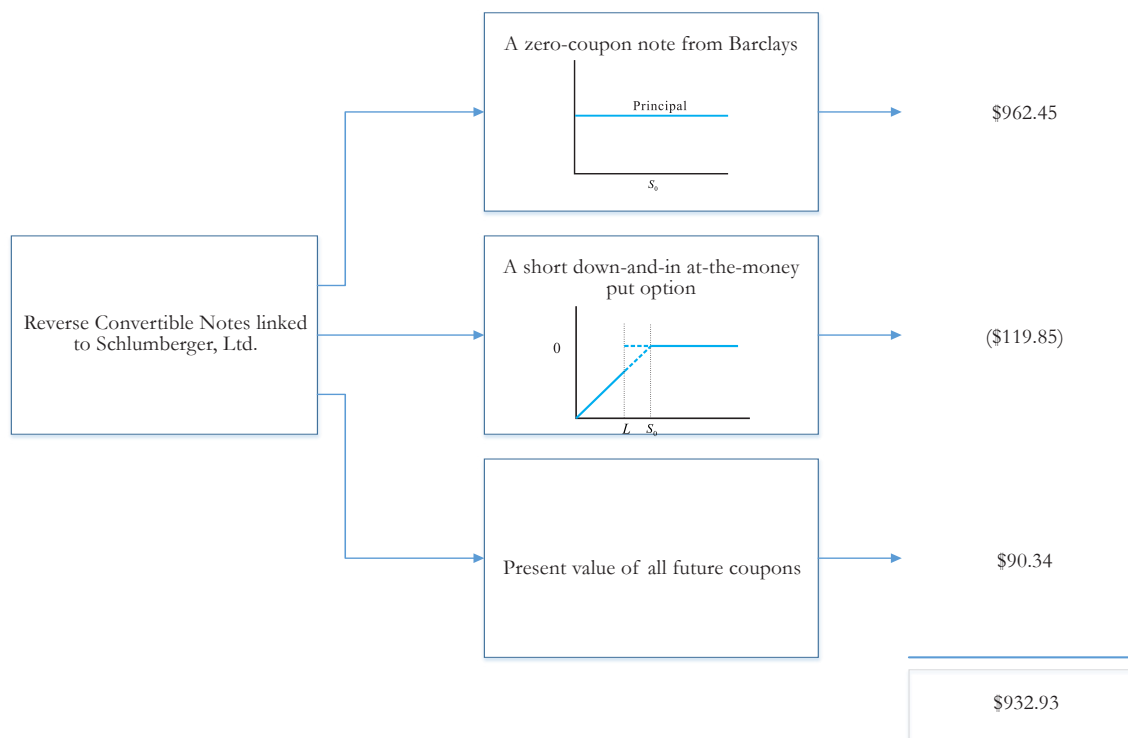 A zero-coupon note from Barclays
Principal
S₀
$962.45
Reverse Convertible Notes linked
to Schlumberger, Ltd.
A short down-and-in at-the-money
put option
0
L S₀
($119.85)
Present value of all future coupons
$90.34
$932.93